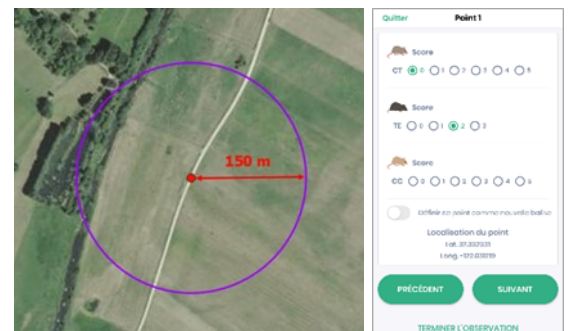 150 m
Quitter Point 1
Score
CT 0 1 2 3 4 5
Score
TE 0 1 2 3
Score
CC 0 1 2 3 4 5
Définir ce point comme nouvelle balise
Localisation du point
Lat.
Long.
PRÉCÉDENT SUIVANT
TERMINER L'OBSERVATION